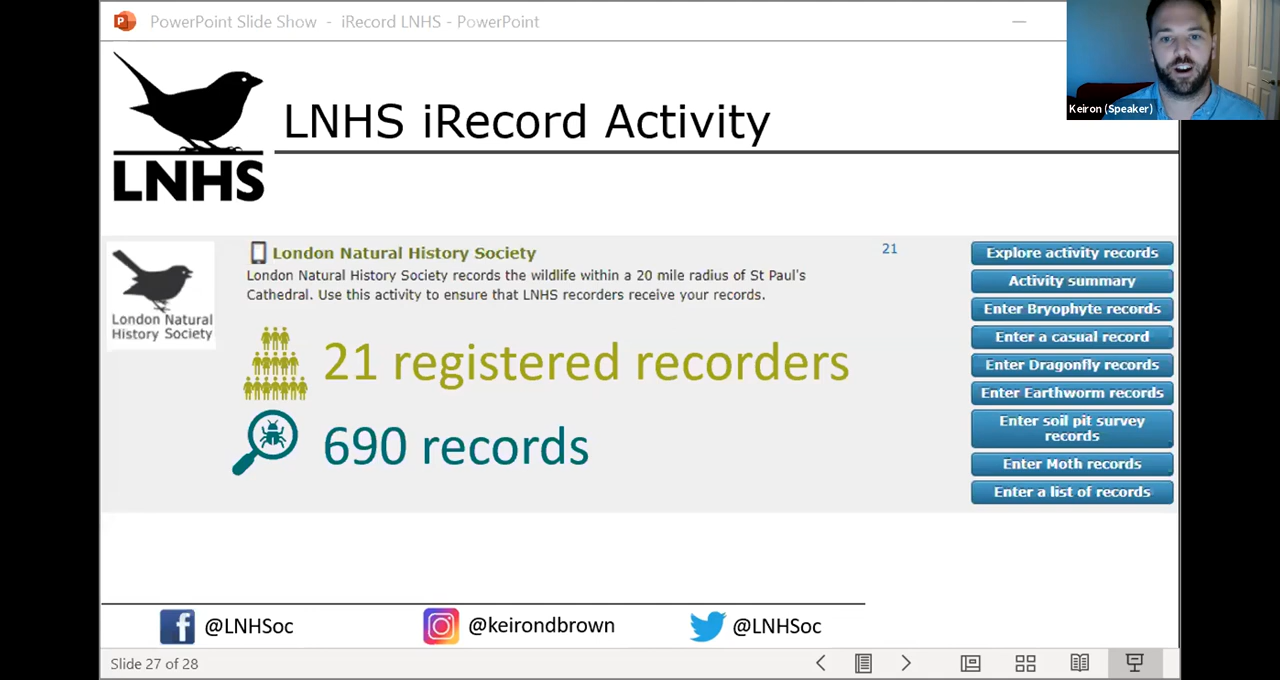 PowerPoint Slide Show - iRecord LNHS - PowerPoint
Keiron (Speaker)
LNHS
LNHS iRecord Activity
London Natural
History Society
London Natural History Society
London Natural History Society records the wildlife within a 20 mile radius of St Paul's
Cathedral. Use this activity to ensure that LNHS recorders receive your records.
21
21 registered recorders
690 records
Explore activity records
Activity summary
Enter Bryophyte records
Enter a casual record
Enter Dragonfly records
Enter Earthworm records
Enter soil pit survey
records
Enter Moth records
Enter a list of records
@LNHSoc
@keirondbrown
@LNHSoc
Slide 27 of 28